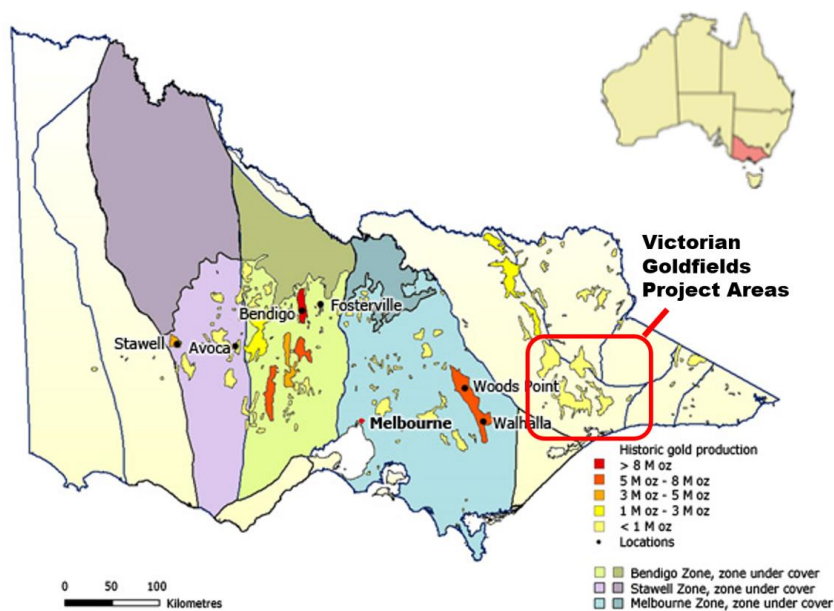 Victorian
Goldfields
Project Areas
Fosterville
Bendigo
Stawell
Avoca
Woods Point
Melbourne
Walhalla
Historic gold production
> 8 M oz
5 M oz - 8 M oz
3 M oz - 5 M oz
1 M oz - 3 M oz
< 1 M oz
Locations
Bendigo Zone, zone under cover
Stawell Zone, zone under cover
Melbourne Zone, zone under cover
0 50 100
Kilometres